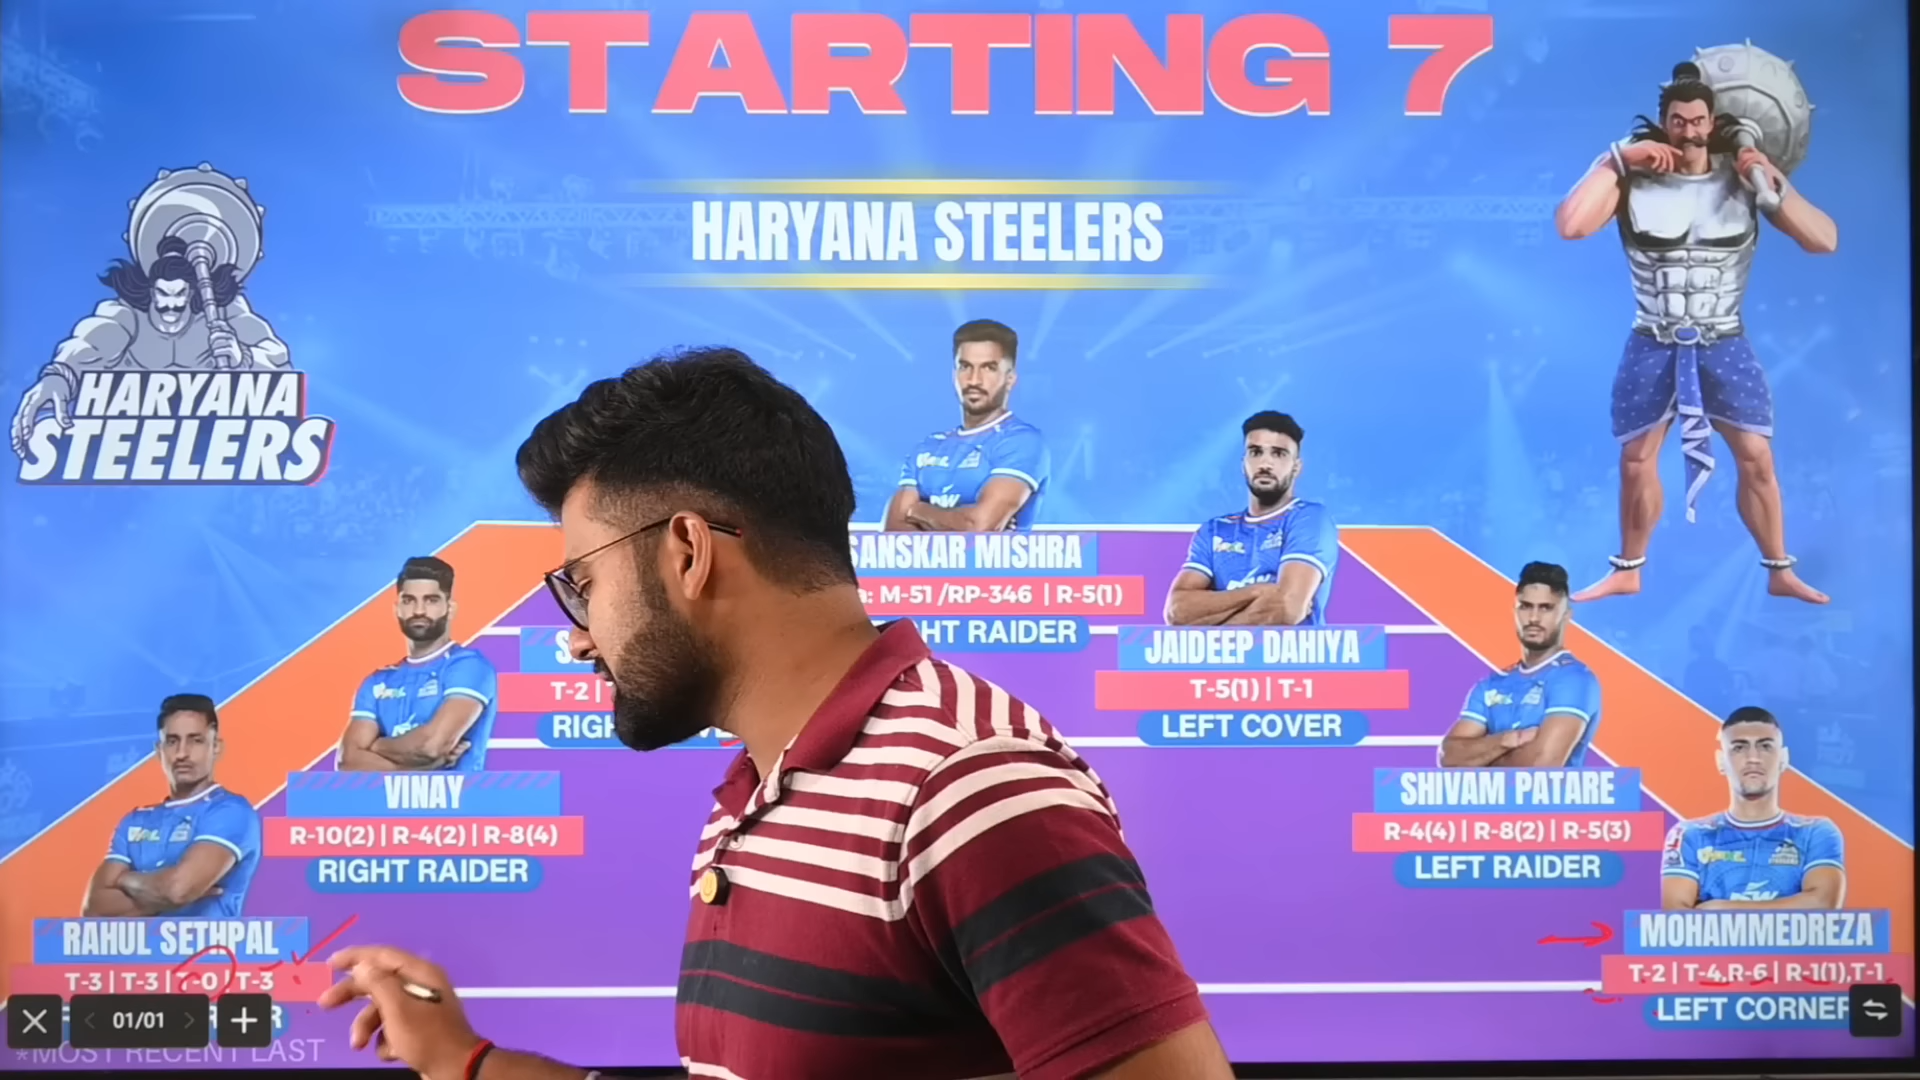 STARTING 7
HARYANA STEELERS
HARYANA
STEELERS
SANSKAR MISHRA
: M-51 /RP-346 | R-5(1)
HT RAIDER
JAIDEEP DAHIYA
T-5(1) | T-1
LEFT COVER
S
T-2 |
RIGH
VINAY
R-10(2) | R-4(2) | R-8(4)
RIGHT RAIDER
SHIVAM PATARE
R-4(4) | R-8(2) | R-5(3)
LEFT RAIDER
RAHUL SETHPAL
T-3 | T-3 | T-0 | T-3
R
MOHAMMEDREZA
T-2 | T-4,R-6 | R-1(1),T-1
LEFT CORNER
01/01
*MOST RECENT LAST